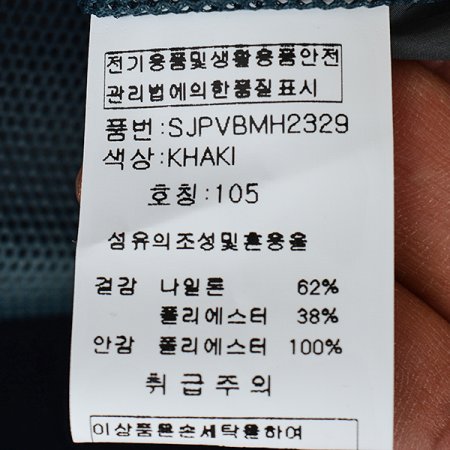 전기용품및생활용품안전
관리법에의한품질표시
품번:SJPVBMH2329
색상:KHAKI
호칭:105
섬유의조성및혼용율
겉감 나일론 62%
폴리에스터 38%
안감 폴리에스터 100%
취급주의
이상품은손세탁을하여